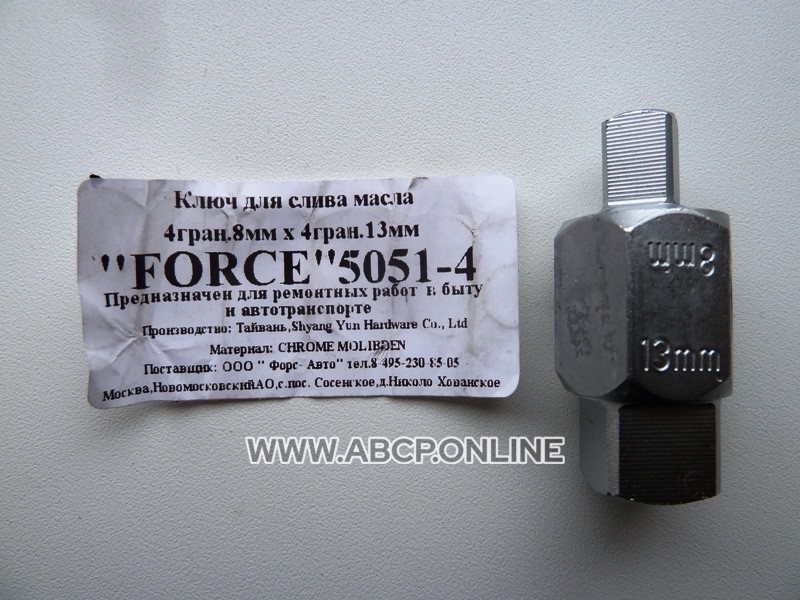 Ключ для слива масла
4гран.8мм х 4гран.13мм
"FORCE"5051-4
Предназначен для ремонтных работ в быту
и автотранспорте
Производство: Тайвань,Shyang Yun Hardware Co., Ltd
Материал: CHROME MOLIBDEN
Поставщик: ООО " Форс- Авто" тел.8-495-230-85-05
Москва,НовомосковскийАО,с.пос. Сосенское,д.Николо Хованское
8mm
13mm
WWW.ABCP.ONLINE